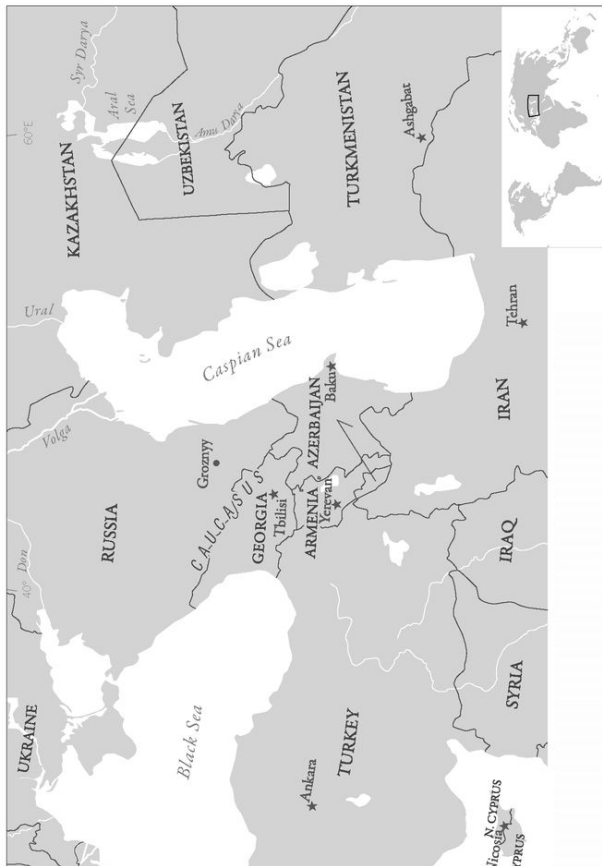 UKRAINE
Don
40°
Volga
Ural
KAZAKHSTAN
60°E
Syr Darya
Aral
Sea
RUSSIA
UZBEKISTAN
Amu Darya
Groznyy
CAUCASUS
Caspian Sea
Black Sea
GEORGIA
Tbilisi
ARMENIA
Yerevan
AZERBAIJAN
Baku
TURKMENISTAN
Ashgabat
Ankara
TURKEY
SYRIA
IRAQ
IRAN
Tehran
N. CYPRUS
Nicosia
CYPRUS